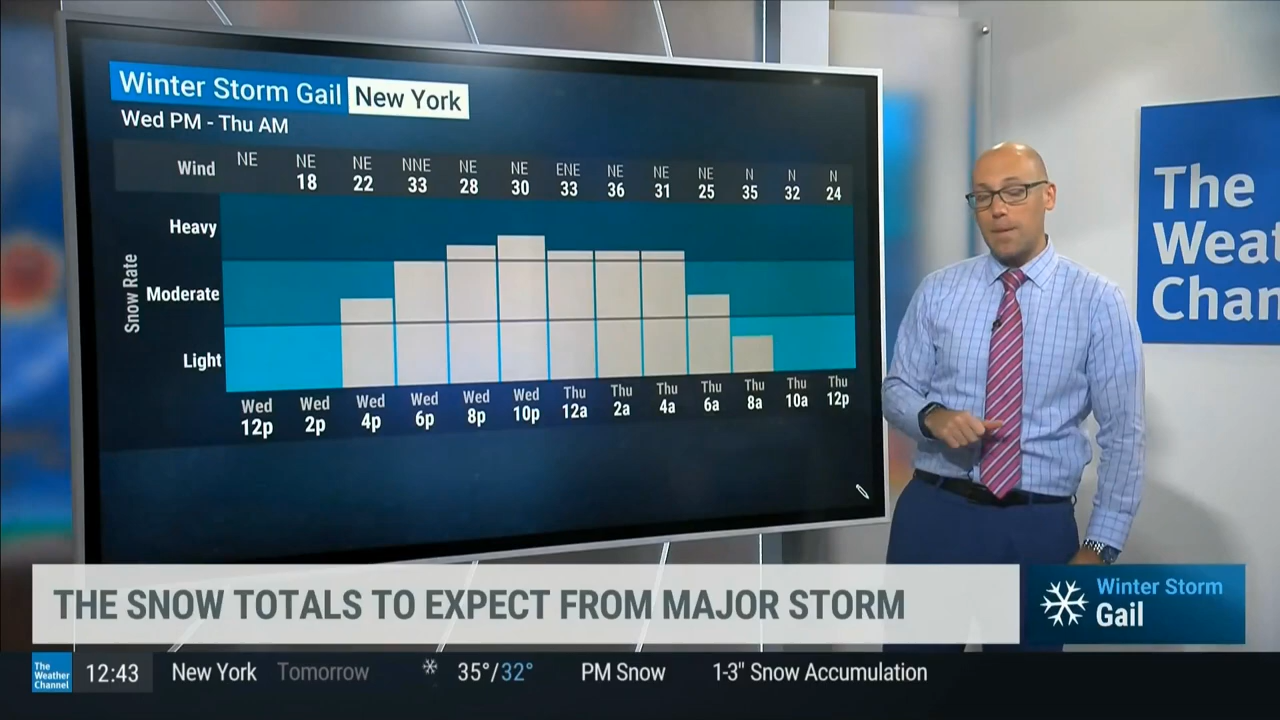 Winter Storm Gail New York
Wed PM - Thu AM
Wind NE NE NE NNE NE NE ENE NE NE NE N N N
18 22 33 28 30 33 36 31 25 35 32 24
Snow Rate
Heavy
Moderate
Light
Wed Wed Wed Wed Wed Wed Thu Thu Thu Thu Thu Thu Thu
12p 2p 4p 6p 8p 10p 12a 2a 4a 6a 8a 10a 12p
The
Weat
Chan
THE SNOW TOTALS TO EXPECT FROM MAJOR STORM
Winter Storm
Gail
The
Weather
Channel
12:43 New York Tomorrow 35°/32° PM Snow 1-3" Snow Accumulation